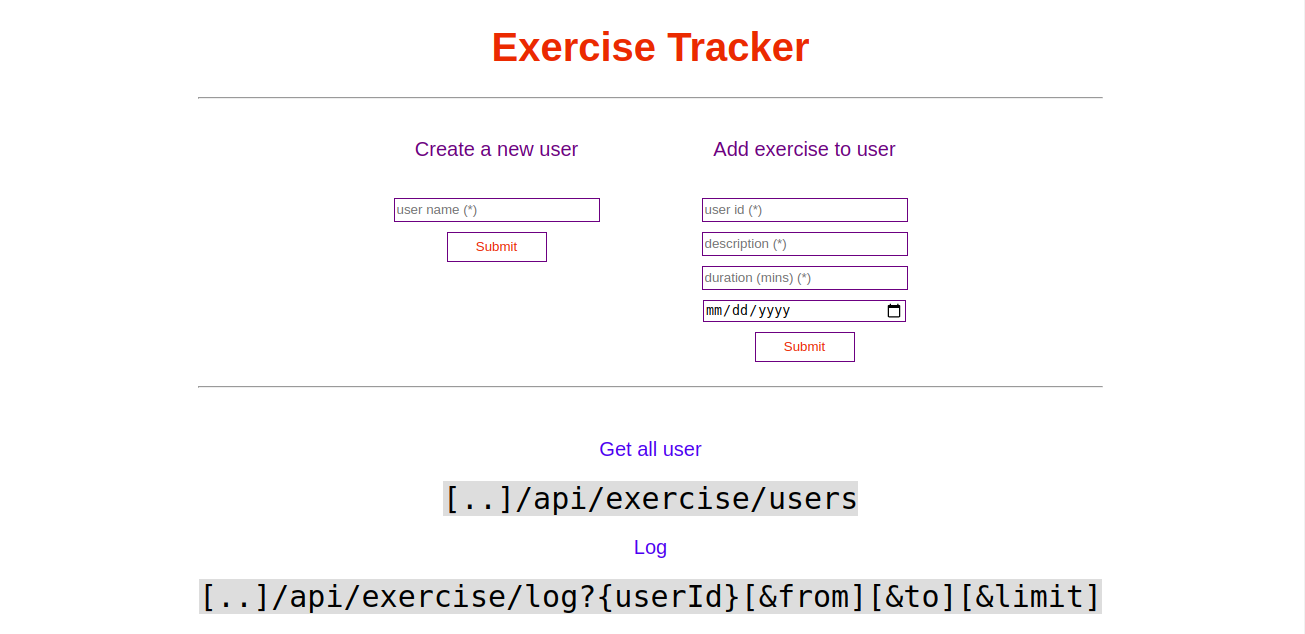 Exercise Tracker
Create a new user
user name (*)
Submit
Add exercise to user
user id (*)
description (*)
duration (mins) (*)
mm/dd/yyyy
Submit
Get all user
[..]/api/exercise/users
Log
[..]/api/exercise/log?{userId}[&from][&to][&limit]